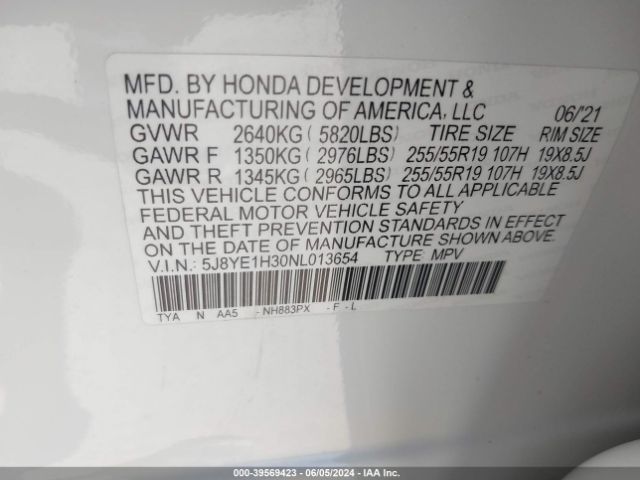 MFD. BY HONDA DEVELOPMENT &
MANUFACTURING OF AMERICA, LLC 06/'21
GVWR 2640KG ( 5820LBS) TIRE SIZE RIM SIZE
GAWR F 1350KG ( 2976LBS) 255/55R19 107H 19X8.5J
GAWR R 1345KG ( 2965LBS) 255/55R19 107H 19X8.5J
THIS VEHICLE CONFORMS TO ALL APPLICABLE
FEDERAL MOTOR VEHICLE SAFETY
AND THEFT PREVENTION STANDARDS IN EFFECT
ON THE DATE OF MANUFACTURE SHOWN ABOVE.
V.I.N.: 5J8YE1H30NL013654 TYPE: MPV
TYA N AA5 - NH883PX - F - L
000-39569423 - 06/05/2024 - IAA Inc.